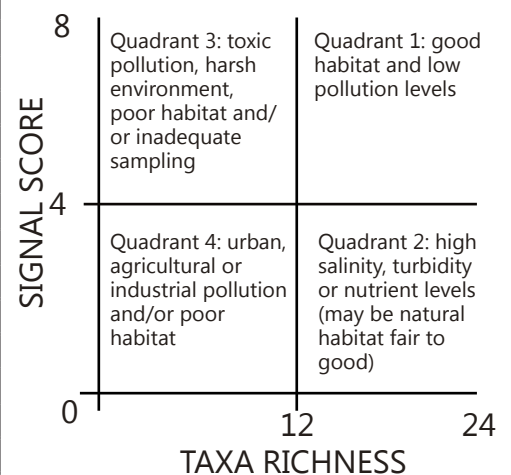 8
Quadrant 3: toxic
pollution, harsh
environment,
poor habitat and/
or inadequate
sampling
Quadrant 1: good
habitat and low
pollution levels
SIGNAL SCORE
4
Quadrant 4: urban,
agricultural or
industrial pollution
and/or poor
habitat
Quadrant 2: high
salinity, turbidity
or nutrient levels
(may be natural
habitat fair to
good)
0
12
24
TAXA RICHNESS